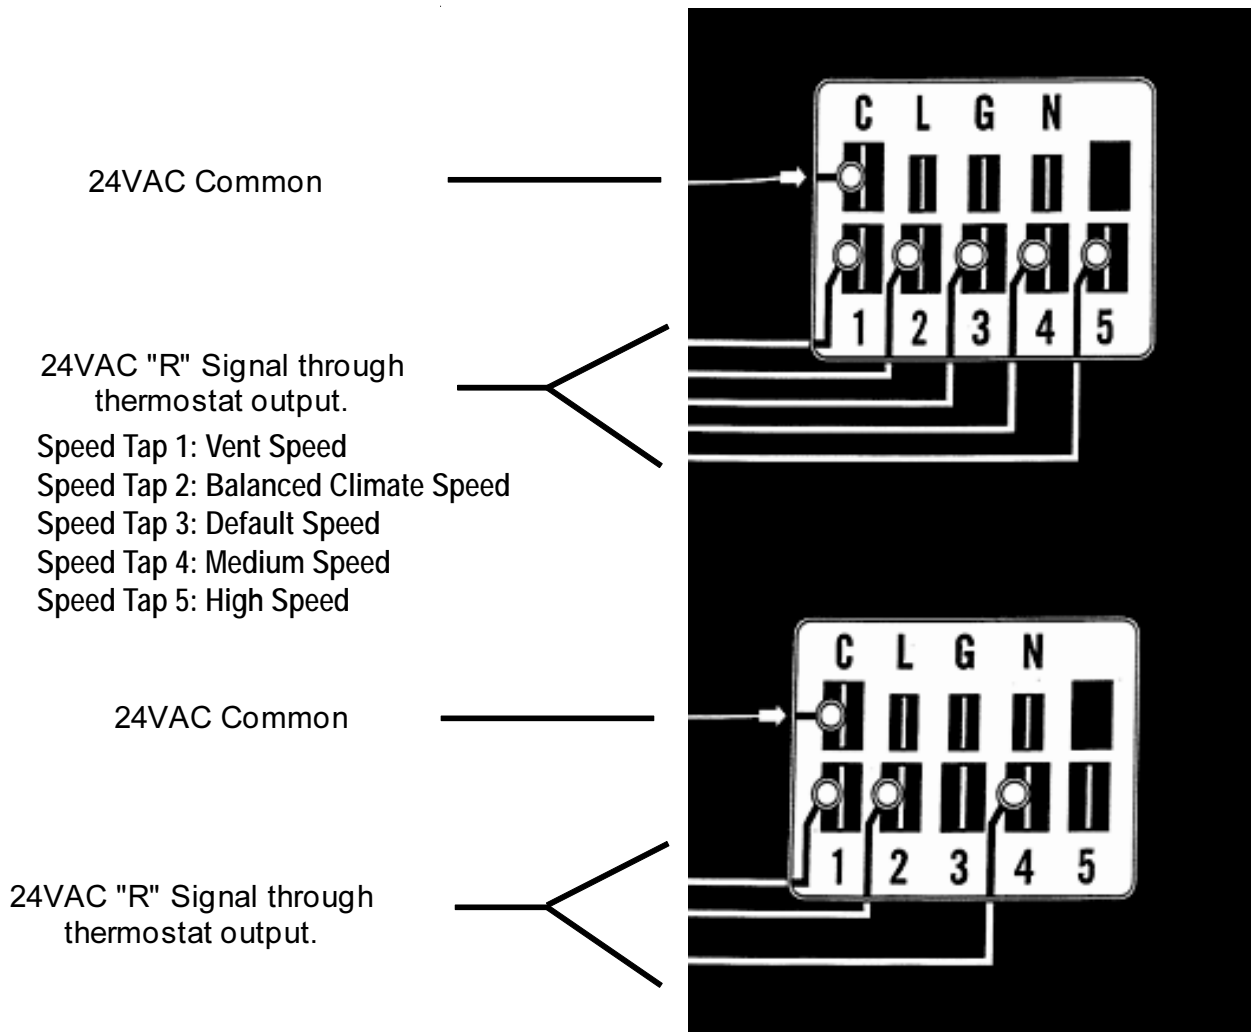 C L G N
24VAC Common
1 2 3 4 5
24VAC "R" Signal through
thermostat output.
Speed Tap 1: Vent Speed
Speed Tap 2: Balanced Climate Speed
Speed Tap 3: Default Speed
Speed Tap 4: Medium Speed
Speed Tap 5: High Speed
C L G N
24VAC Common
1 2 3 4 5
24VAC "R" Signal through
thermostat output.